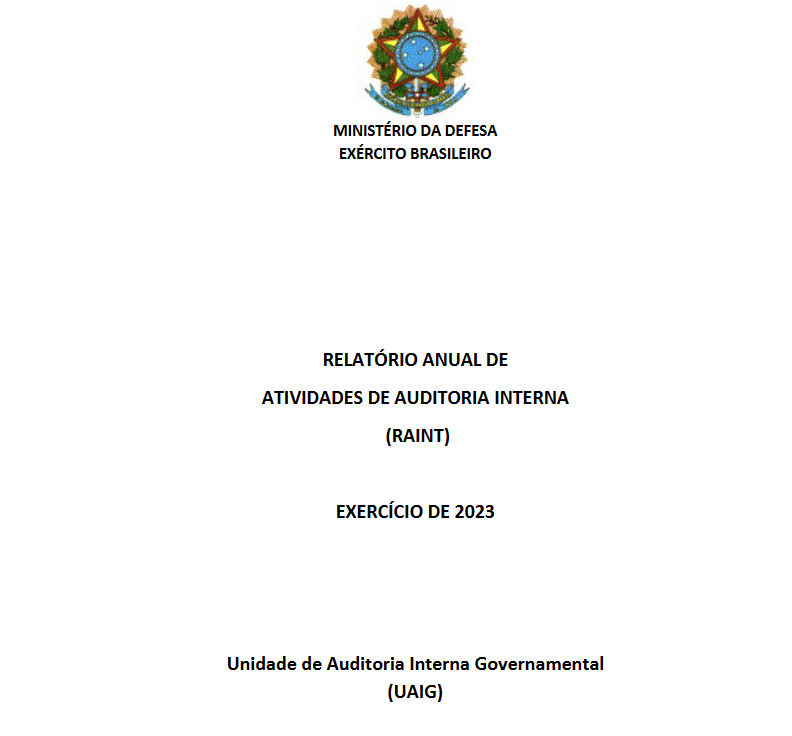 MINISTÉRIO DA DEFESA
EXÉRCITO BRASILEIRO
RELATÓRIO ANUAL DE
ATIVIDADES DE AUDITORIA INTERNA
(RAINT)
EXERCÍCIO DE 2023
Unidade de Auditoria Interna Governamental
(UAIG)